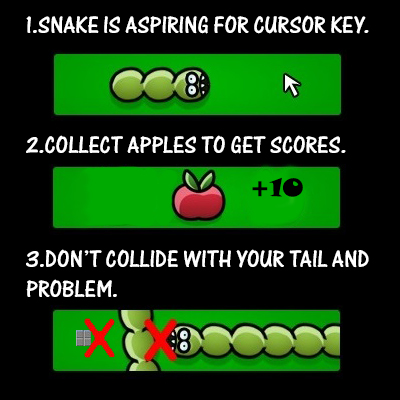 1.SNAKE IS ASPIRING FOR CURSOR KEY.
2.COLLECT APPLES TO GET SCORES.
+10
3.DON'T COLLIDE WITH YOUR TAIL AND
PROBLEM.